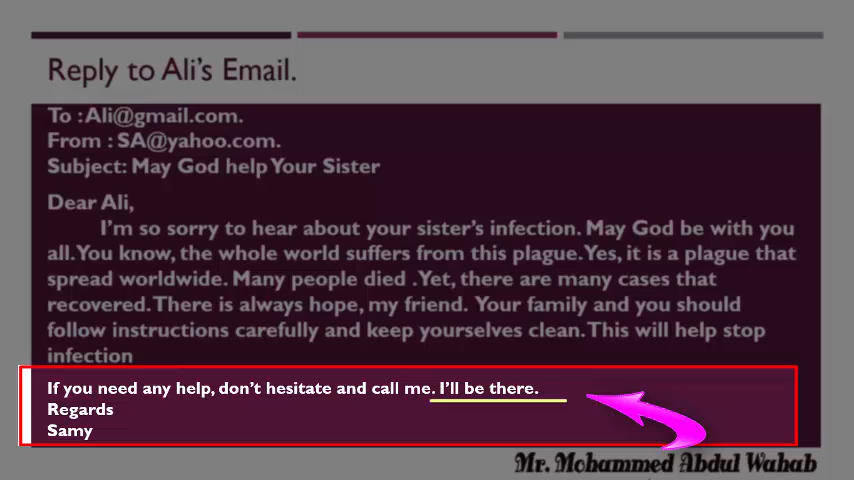 Reply to Ali's Email.
To : Ali@gmail.com.
From : SA@yahoo.com.
Subject: May God help Your Sister
Dear Ali,
I'm so sorry to hear about your sister's infection. May God be with you
all. You know, the whole world suffers from this plague. Yes, it is a plague that
spread worldwide. Many people died . Yet, there are many cases that
recovered. There is always hope, my friend. Your family and you should
follow instructions carefully and keep yourselves clean. This will help stop
infection
If you need any help, don't hesitate and call me. I'll be there.
Regards
Samy
Mr. Mohammed Abdul Wahab